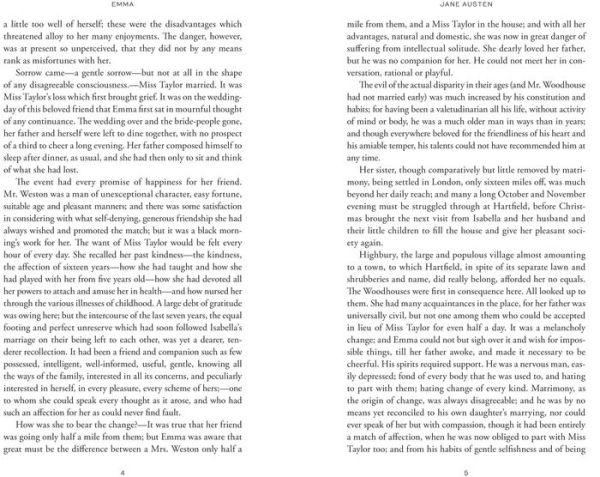 EMMA
a little too well of herself; these were the disadvantages which
threatened alloy to her many enjoyments. The danger, however,
was at present so unperceived, that they did not by any means
rank as misfortunes with her.
Sorrow came—a gentle sorrow—but not at all in the shape
of any disagreeable consciousness.—Miss Taylor married. It was
Miss Taylor's loss which first brought grief. It was on the wedding-
day of this beloved friend that Emma first sat in mournful thought
of any continuance. The wedding over and the bride-people gone,
her father and herself were left to dine together, with no prospect
of a third to cheer a long evening. Her father composed himself to
sleep after dinner, as usual, and she had then only to sit and think
of what she had lost.
The event had every promise of happiness for her friend.
Mr. Weston was a man of unexceptional character, easy fortune,
suitable age and pleasant manners; and there was some satisfaction
in considering with what self-denying, generous friendship she had
always wished and promoted the match; but it was a black morn-
ing's work for her. The want of Miss Taylor would be felt every
hour of every day. She recalled her past kindness—the kindness,
the affection of sixteen years—how she had taught and how she
had played with her from five years old—how she had devoted all
her powers to attach and amuse her in health—and how nursed her
through the various illnesses of childhood. A large debt of gratitude
was owing here; but the intercourse of the last seven years, the equal
footing and perfect unreserve which had soon followed Isabella's
marriage on their being left to each other, was yet a dearer, ten-
derer recollection. It had been a friend and companion such as few
possessed, intelligent, well-informed, useful, gentle, knowing all
the ways of the family, interested in all its concerns, and peculiarly
interested in herself, in every pleasure, every scheme of hers;—one
to whom she could speak every thought as it arose, and who had
such an affection for her as could never find fault.
How was she to bear the change?—It was true that her friend
was going only half a mile from them; but Emma was aware that
great must be the difference between a Mrs. Weston only half a
4
JANE AUSTEN
mile from them, and a Miss Taylor in the house; and with all her
advantages, natural and domestic, she was now in great danger of
suffering from intellectual solitude. She dearly loved her father,
but he was no companion for her. He could not meet her in con-
versation, rational or playful.
The evil of the actual disparity in their ages (and Mr. Woodhouse
had not married early) was much increased by his constitution and
habits; for having been a valetudinarian all his life, without activity
of mind or body, he was a much older man in ways than in years;
and though everywhere beloved for the friendliness of his heart and
his amiable temper, his talents could not have recommended him at
any time.
Her sister, though comparatively but little removed by matri-
mony, being settled in London, only sixteen miles off, was much
beyond her daily reach; and many a long October and November
evening must be struggled through at Hartfield, before Christ-
mas brought the next visit from Isabella and her husband and
their little children to fill the house and give her pleasant soci-
ety again.
Highbury, the large and populous village almost amounting
to a town, to which Hartfield, in spite of its separate lawn and
shrubberies and name, did really belong, afforded her no equals.
The Woodhouses were first in consequence here. All looked up to
them. She had many acquaintances in the place, for her father was
universally civil, but not one among them who could be accepted
in lieu of Miss Taylor for even half a day. It was a melancholy
change; and Emma could not but sigh over it and wish for impos-
sible things, till her father awoke, and made it necessary to be
cheerful. His spirits required support. He was a nervous man, eas-
ily depressed; fond of every body that he was used to, and hating
to part with them; hating change of every kind. Matrimony, as
the origin of change, was always disagreeable; and he was by no
means yet reconciled to his own daughter's marrying, nor could
ever speak of her but with compassion, though it had been entirely
a match of affection, when he was now obliged to part with Miss
Taylor too; and from his habits of gentle selfishness and of being
5